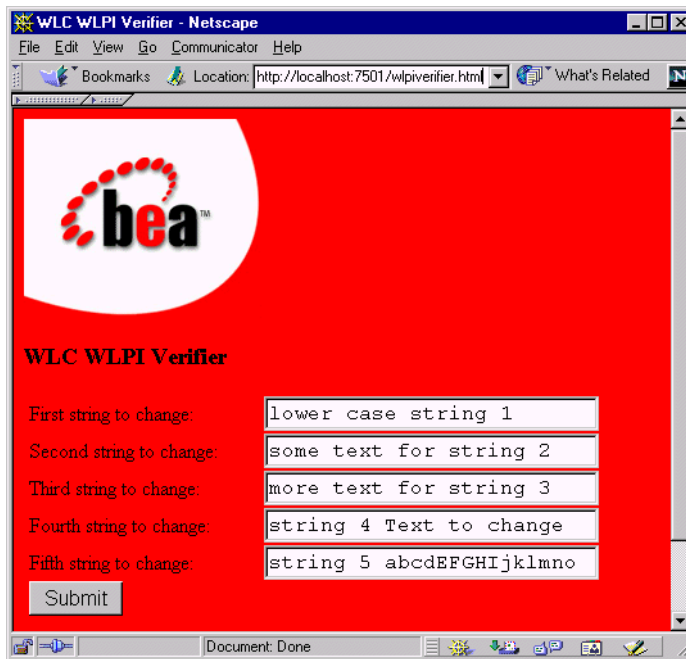 WLC WLPI Verifier - Netscape
File Edit View Go Communicator Help
Bookmarks Location: http://localhost:7501/wlpiverifier.html What's Related N
bea™
WLC WLPI Verifier
First string to change: lower case string 1
Second string to change: some text for string 2
Third string to change: more text for string 3
Fourth string to change: string 4 Text to change
Fifth string to change: string 5 abcdEFGHIjklmno
Submit
Document: Done